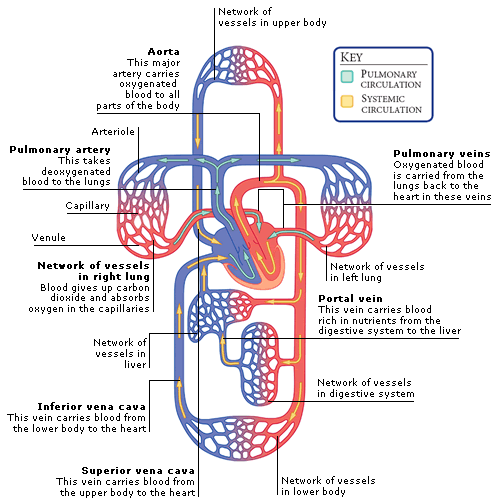 Network of
vessels in upper body
Aorta
This major
artery carries
oxygenated
blood to all
parts of the body
KEY
PULMONARY
CIRCULATION
SYSTEMIC
CIRCULATION
Arteriole
Pulmonary artery
This takes
deoxygenated
blood to the lungs
Pulmonary veins
Oxygenated blood
is carried from the
lungs back to the
heart in these veins
Capillary
Venule
Network of vessels
in right lung
Blood gives up carbon
dioxide and absorbs
oxygen in the capillaries
Network of vessels
in left lung
Portal vein
This vein carries blood
rich in nutrients from the
digestive system to the liver
Network of
vessels in
liver
Network of vessels
in digestive system
Inferior vena cava
This vein carries blood from
the lower body to the heart
Superior vena cava
This vein carries blood from
the upper body to the heart
Network of vessels
in lower body